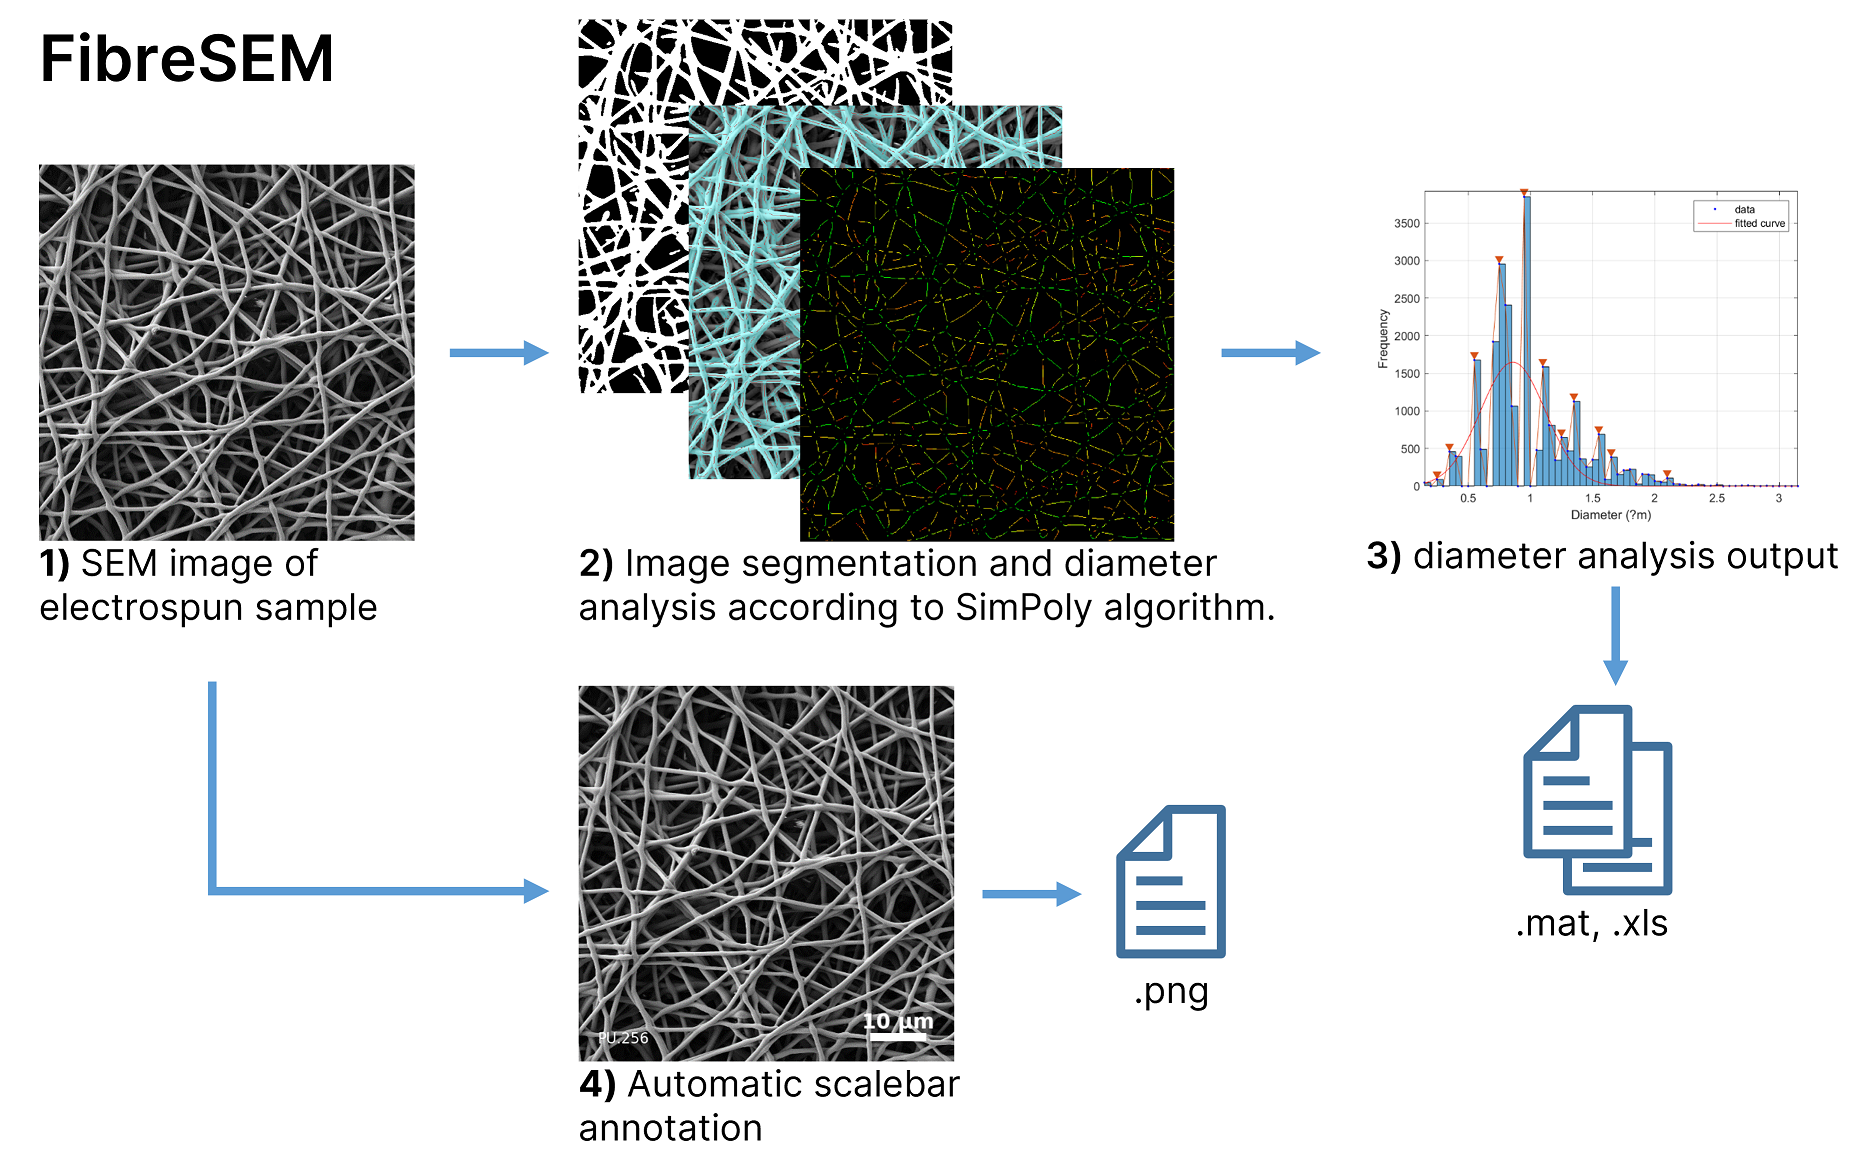 FibreSEM
1) SEM image of
electrospun sample
2) Image segmentation and diameter
analysis according to SimPoly algorithm.
data
fitted curve
3500
3000
2500
2000
1500
1000
500
0
Frequency
0.5
1
1.5
2
2.5
3
Diameter (?m)
3) diameter analysis output
.mat, .xls
PU.256
10 µm
4) Automatic scalebar
annotation
.png